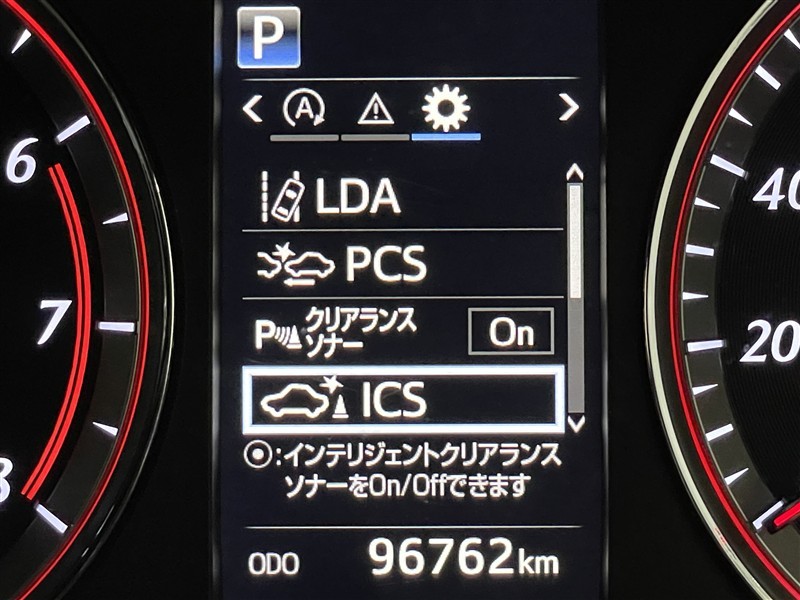 P
A
LDA
PCS
P クリアランス
ソナー
On
ICS
:インテリジェントクリアランス
ソナーをOn/Offできます
ODO 96762km
6
7
8
40
20